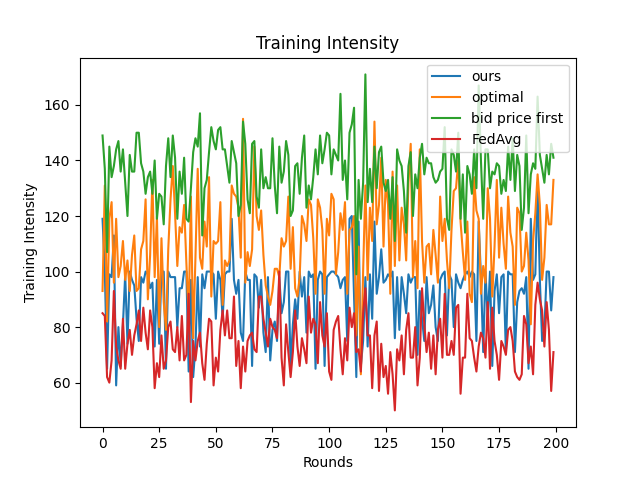 Training Intensity
ours
optimal
bid price first
FedAvg
Training Intensity
160
140
120
100
80
60
0
25
50
75
100
125
150
175
200
Rounds